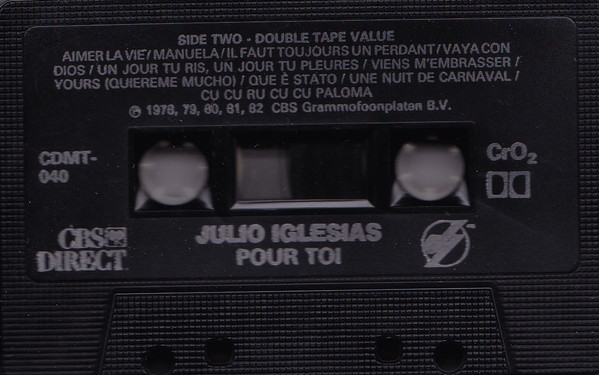 SIDE TWO - DOUBLE TAPE VALUE
AIMER LA VIE / MANUELA / IL FAUT TOUJOURS UN PERDANT / VAYA CON
DIOS / UN JOUR TU RIS, UN JOUR TU PLEURES / VIENS M'EMBRASSER /
YOURS (QUIEREME MUCHO) / QUE È STATO / UNE NUIT DE CARNAVAL /
CU CU RU CU CU PALOMA
℗ 1978, 79, 80, 81, 82 CBS Grammofoonplaten B.V.
CDMT-
040
CrO₂
CBS
DIRECT
JULIO IGLESIAS
POUR TOI
TM